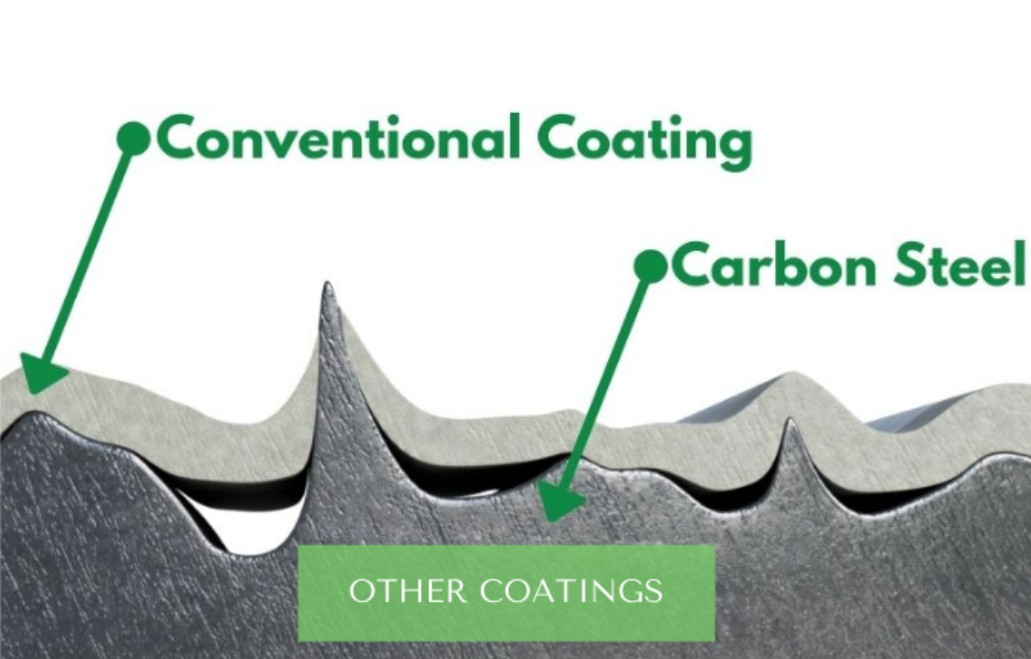 Conventional Coating
Carbon Steel
OTHER COATINGS